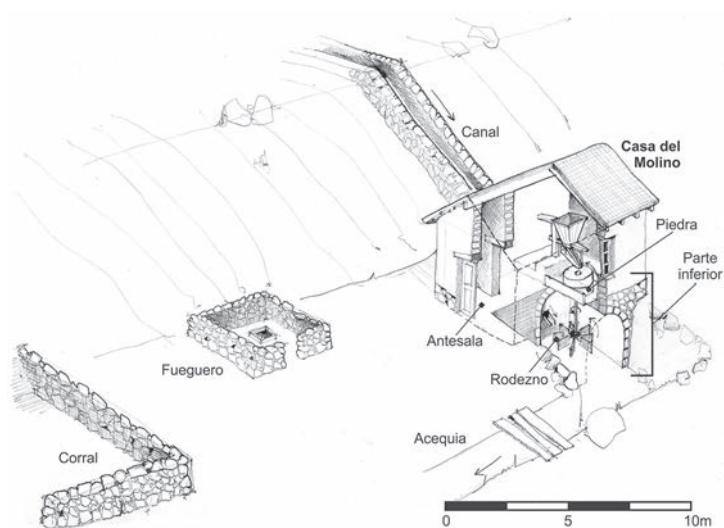 Canal
Casa del
Molino
Piedra
Parte
inferior
Antesala
Rodezno
Fueguero
Acequia
Corral
0 5 10m